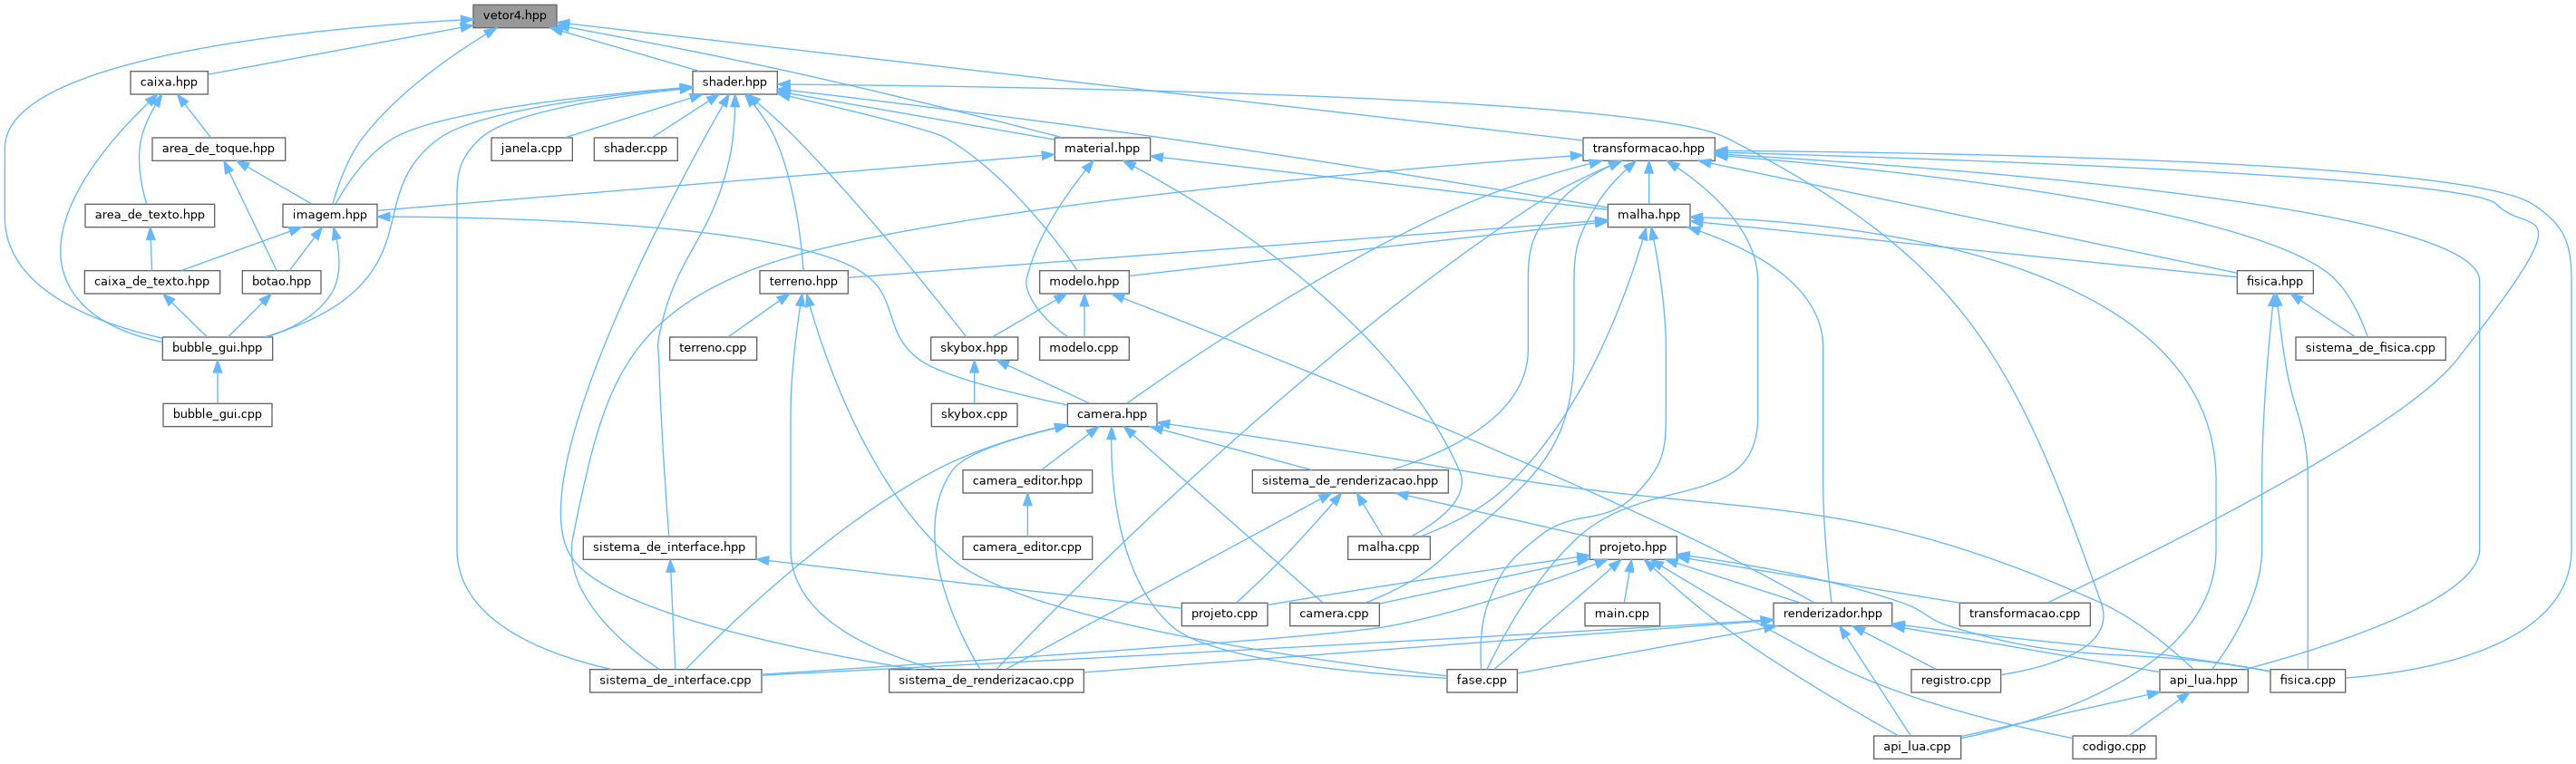 vetor4.hpp
caixa.hpp
shader.hpp
area_de_toque.hpp
janela.cpp
shader.cpp
material.hpp
transformacao.hpp
area_de_texto.hpp
imagem.hpp
malha.hpp
caixa_de_texto.hpp
botao.hpp
terreno.hpp
modelo.hpp
fisica.hpp
bubble_gui.hpp
terreno.cpp
skybox.hpp
modelo.cpp
sistema_de_fisica.cpp
bubble_gui.cpp
skybox.cpp
camera.hpp
camera_editor.hpp
sistema_de_renderizacao.hpp
sistema_de_interface.hpp
camera_editor.cpp
malha.cpp
projeto.hpp
projeto.cpp
camera.cpp
main.cpp
renderizador.hpp
transformacao.cpp
sistema_de_interface.cpp
sistema_de_renderizacao.cpp
fase.cpp
registro.cpp
api_lua.hpp
fisica.cpp
api_lua.cpp
codigo.cpp